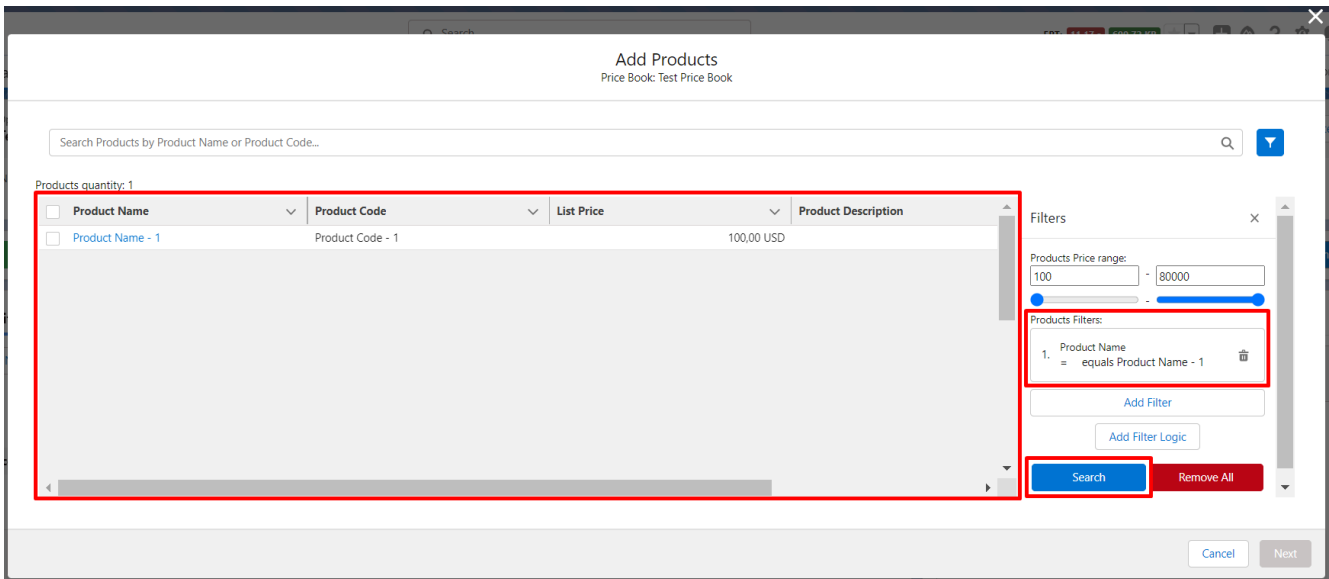 Search
Add Products
Price Book: Test Price Book
Search Products by Product Name or Product Code...
Products quantity: 1
Product Name Product Code List Price Product Description
Product Name - 1 Product Code - 1 100,00 USD
Filters
Products Price range:
100 - 80000
-
Products Filters:
1. Product Name
= equals Product Name - 1
Add Filter
Add Filter Logic
Search Remove All
Cancel Next